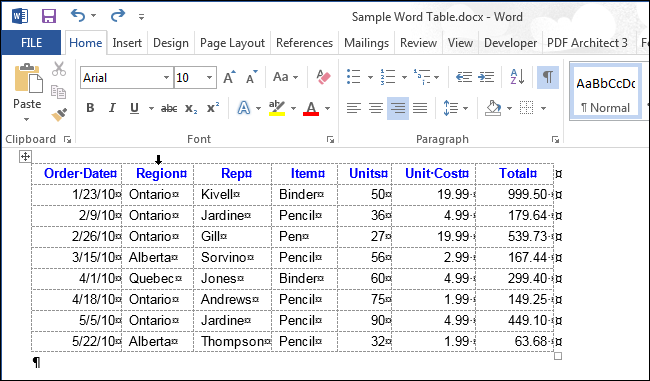 Sample Word Table.docx - Word
FILE Home Insert Design Page Layout References Mailings Review View Developer PDF Architect 3 F
Arial 10 A A Aa A A↓Z ¶ AaBbCcDc
Paste B I U abc X₂ X² A A ¶ Normal
Clipboard Font Paragraph
Order·Date¤ Region¤ Rep¤ Item¤ Units¤ Unit·Cost¤ Total¤ ¤
1/23/10¤ Ontario¤ Kivell¤ Binder¤ 50¤ 19.99·¤ 999.50·¤ ¤
2/9/10¤ Ontario¤ Jardine¤ Pencil¤ 36¤ 4.99·¤ 179.64·¤ ¤
2/26/10¤ Ontario¤ Gill¤ Pen¤ 27¤ 19.99·¤ 539.73·¤ ¤
3/15/10¤ Alberta¤ Sorvino¤ Pencil¤ 56¤ 2.99·¤ 167.44·¤ ¤
4/1/10¤ Quebec¤ Jones¤ Binder¤ 60¤ 4.99·¤ 299.40·¤ ¤
4/18/10¤ Ontario¤ Andrews¤ Pencil¤ 75¤ 1.99·¤ 149.25·¤ ¤
5/5/10¤ Ontario¤ Jardine¤ Pencil¤ 90¤ 4.99·¤ 449.10·¤ ¤
5/22/10¤ Alberta¤ Thompson¤ Pencil¤ 32¤ 1.99·¤ 63.68·¤ ¤
¶